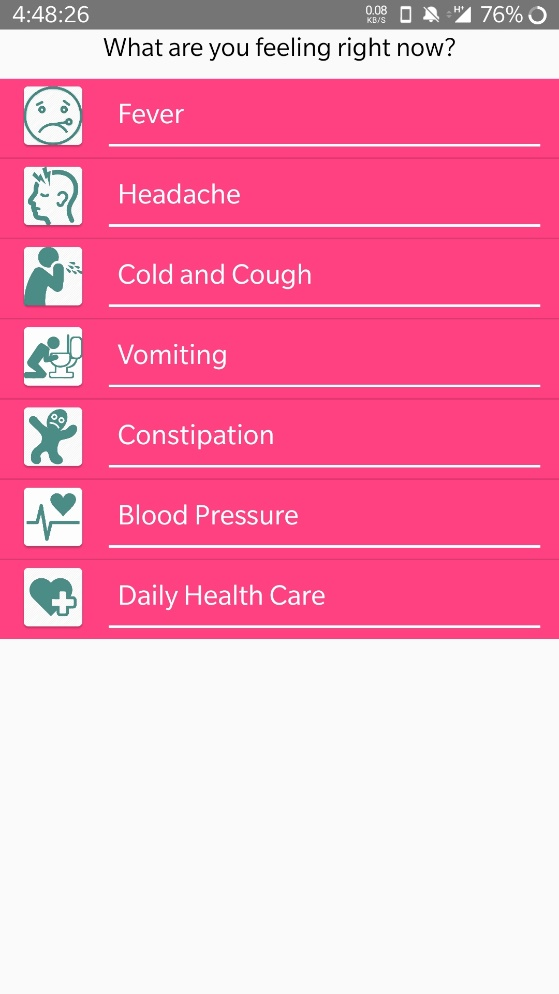 4:48:26 0.08 KB/S H+ 76%
What are you feeling right now?
Fever
Headache
Cold and Cough
Vomiting
Constipation
Blood Pressure
Daily Health Care